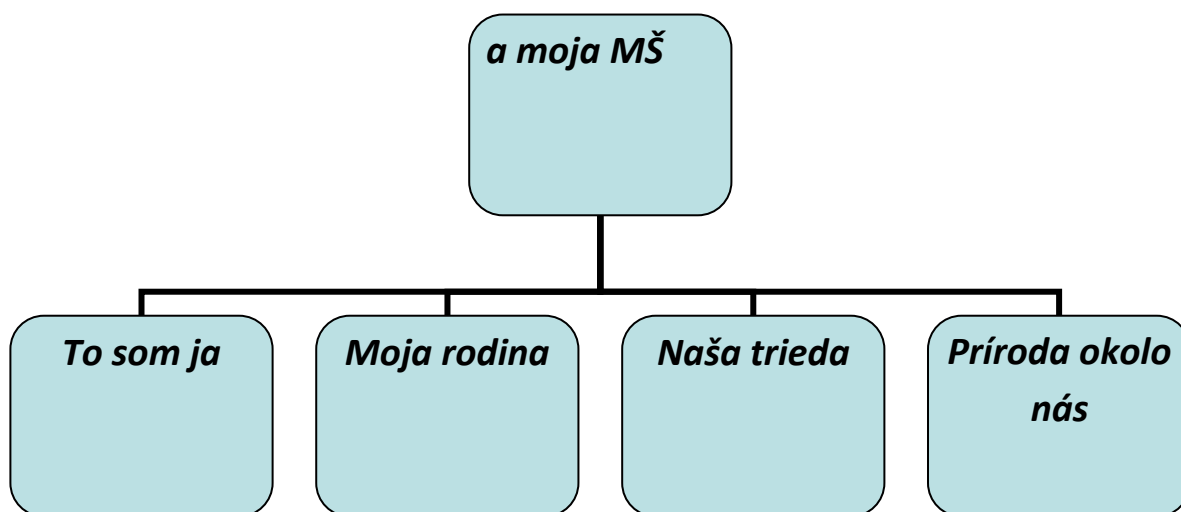 a moja MŠ
To som ja
Moja rodina
Naša trieda
Príroda okolo
nás